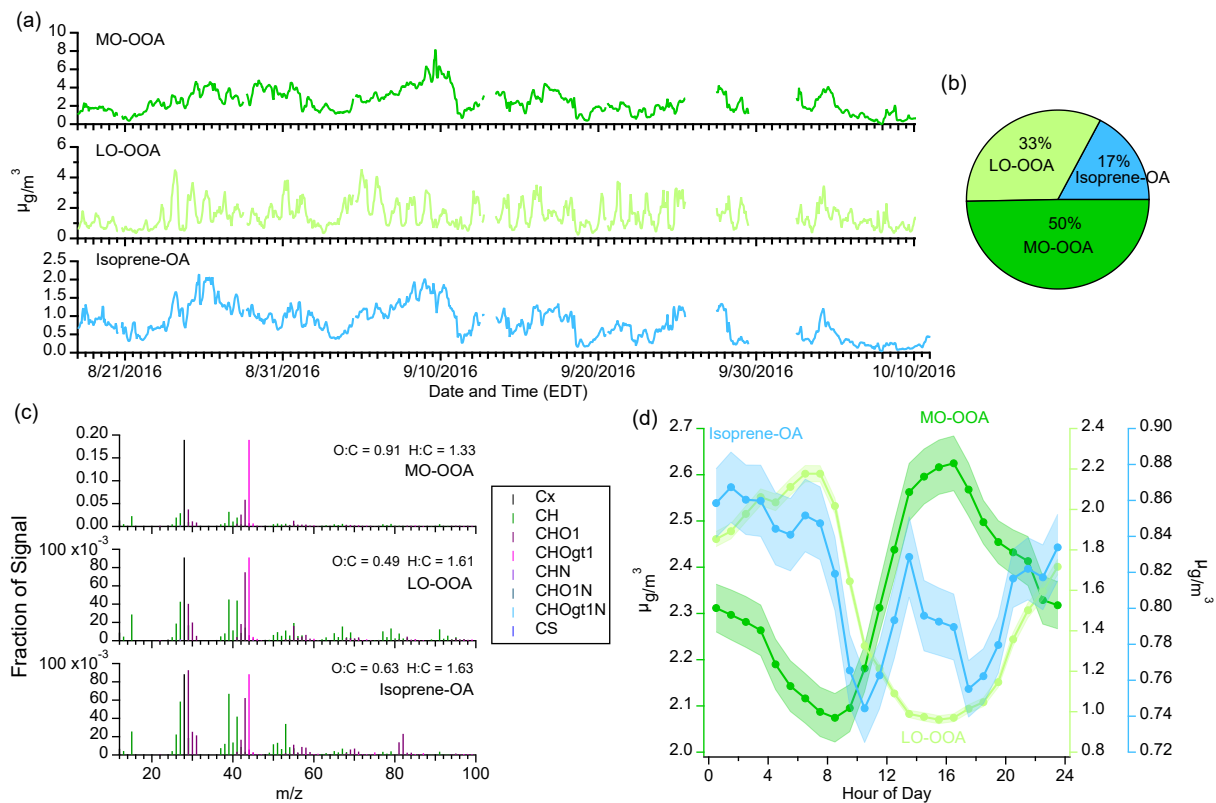 (a)
MO-OOA
10
8
6
4
2
0
LO-OOA
6
4
2
0
µg/m³
Isoprene-OA
2.5
2.0
1.5
1.0
0.5
0.0
8/21/2016 8/31/2016 9/10/2016 9/20/2016 9/30/2016 10/10/2016
Date and Time (EDT)
(b)
33%
LO-OOA
17%
Isoprene-OA
50%
MO-OOA
(c)
Fraction of Signal
0.20
0.15
0.10
0.05
0.00
O:C = 0.91 H:C = 1.33
MO-OOA
100 x10⁻³
80
60
40
20
0
O:C = 0.49 H:C = 1.61
LO-OOA
100 x10⁻³
80
60
40
20
0
O:C = 0.63 H:C = 1.63
Isoprene-OA
20 40 60 80 100
m/z
Cx
CH
CHO1
CHOgt1
CHN
CHO1N
CHOgt1N
CS
(d)
MO-OOA
Isoprene-OA
LO-OOA
2.7
2.6
2.5
2.4
2.3
2.2
2.1
2.0
µg/m³
2.4
2.2
2.0
1.8
1.6
1.4
1.2
1.0
0.8
µg/m³
0.90
0.88
0.86
0.84
0.82
0.80
0.78
0.76
0.74
0.72
µg/m³
0 4 8 12 16 20 24
Hour of Day